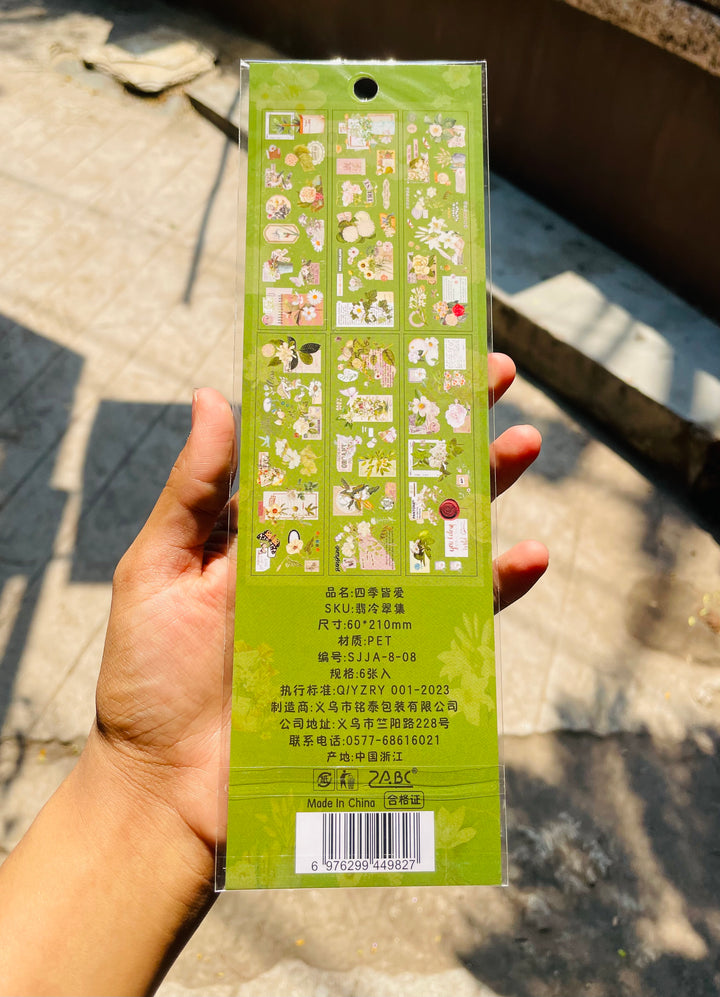 品名:四季皆爱
SKU:翡冷翠集
尺寸:60*210mm
材质:PET
编号:SJJA-8-08
规格:6张入
执行标准:Q/YZRY 001-2023
制造商:义乌市铭泰包装有限公司
公司地址:义乌市竺阳路228号
联系电话:0577-68616021
产地:中国浙江
ZABC®
Made In China 合格证
6 976299 449827